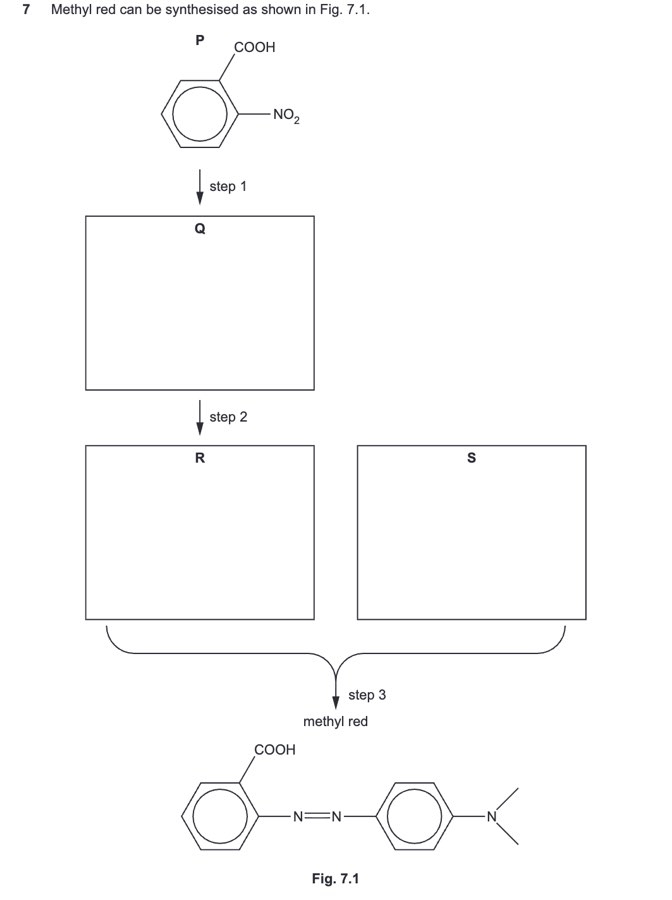 7 Methyl red can be synthesised as shown in Fig. 7.1.
P
COOH
NO2
step 1
Q
step 2
R
S
step 3
methyl red
COOH
N
N
N
Fig. 7.1